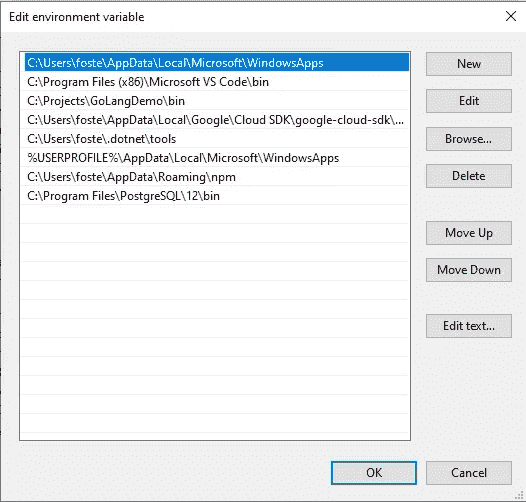 Edit environment variable
C:\Users\foste\AppData\Local\Microsoft\WindowsApps
C:\Program Files (x86)\Microsoft VS Code\bin
C:\Projects\GoLangDemo\bin
C:\Users\foste\AppData\Local\Google\Cloud SDK\google-cloud-sdk\...
C:\Users\foste\.dotnet\tools
%USERPROFILE%\AppData\Local\Microsoft\WindowsApps
C:\Users\foste\AppData\Roaming\npm
C:\Program Files\PostgreSQL\12\bin
New
Edit
Browse...
Delete
Move Up
Move Down
Edit text...
OK
Cancel